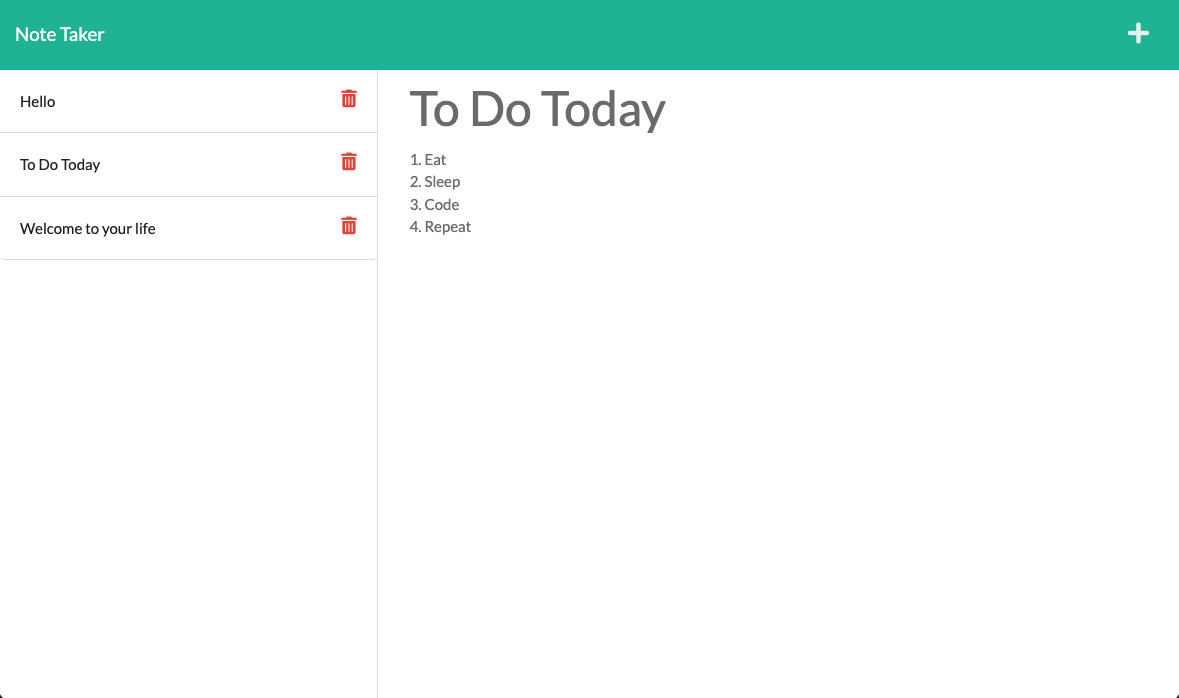 Note Taker
Hello
To Do Today
Welcome to your life
To Do Today
1. Eat
2. Sleep
3. Code
4. Repeat